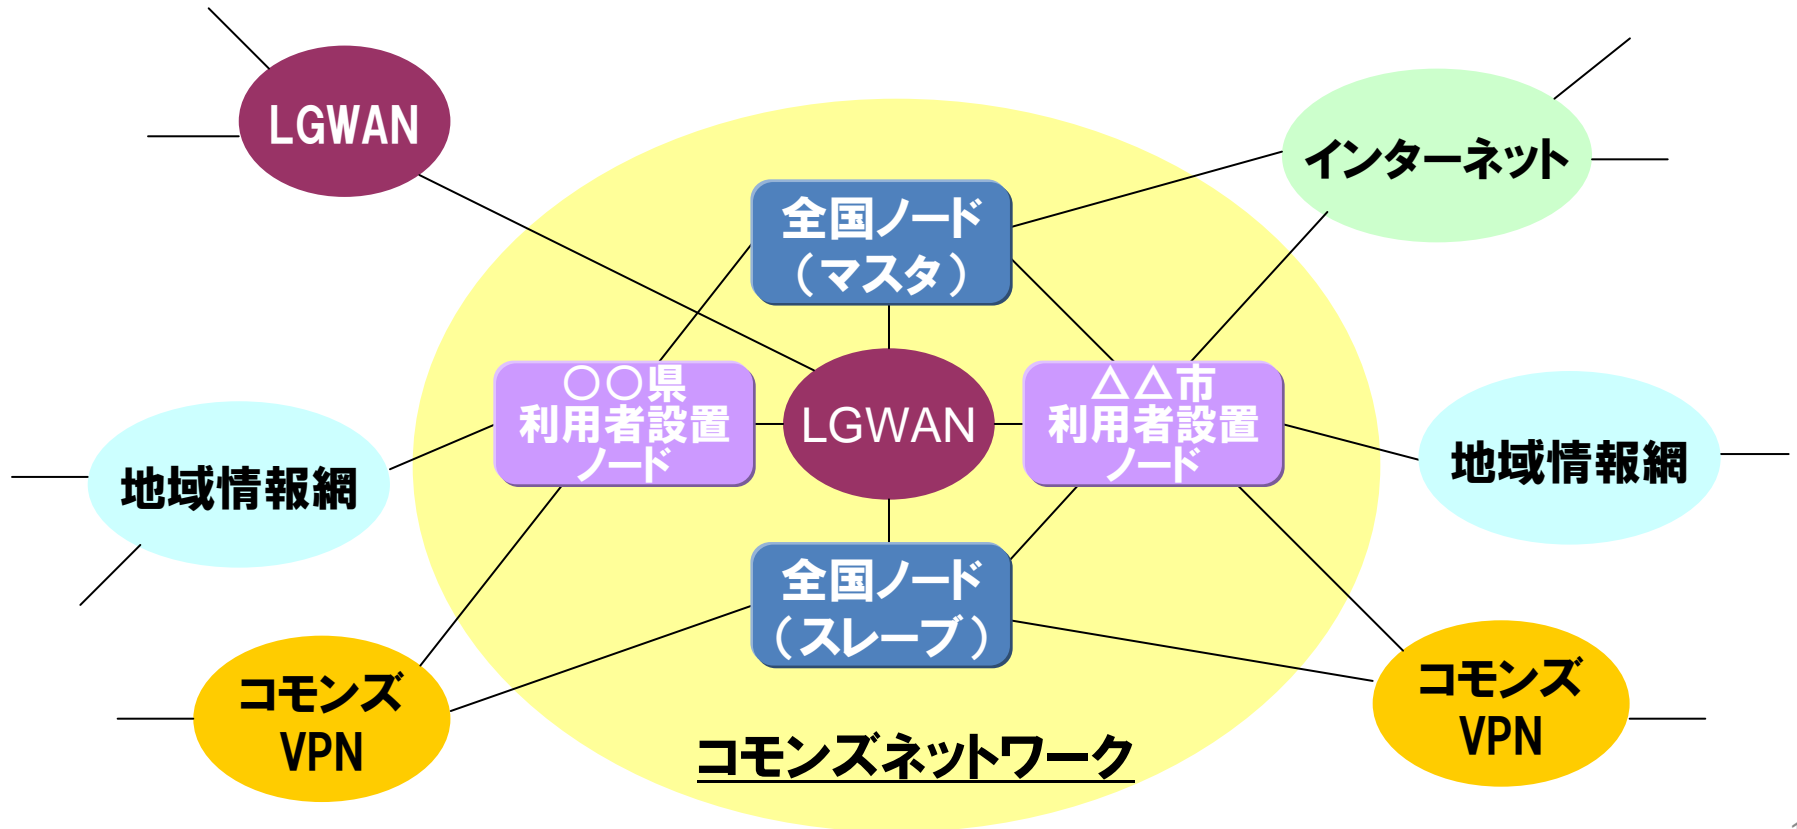 LGWAN
インターネット
全国ノード
（マスタ）
○○県
利用者設置
ノード
LGWAN
△△市
利用者設置
ノード
地域情報網
地域情報網
全国ノード
（スレーブ）
コモンズ
VPN
コモンズ
VPN
コモンズネットワーク